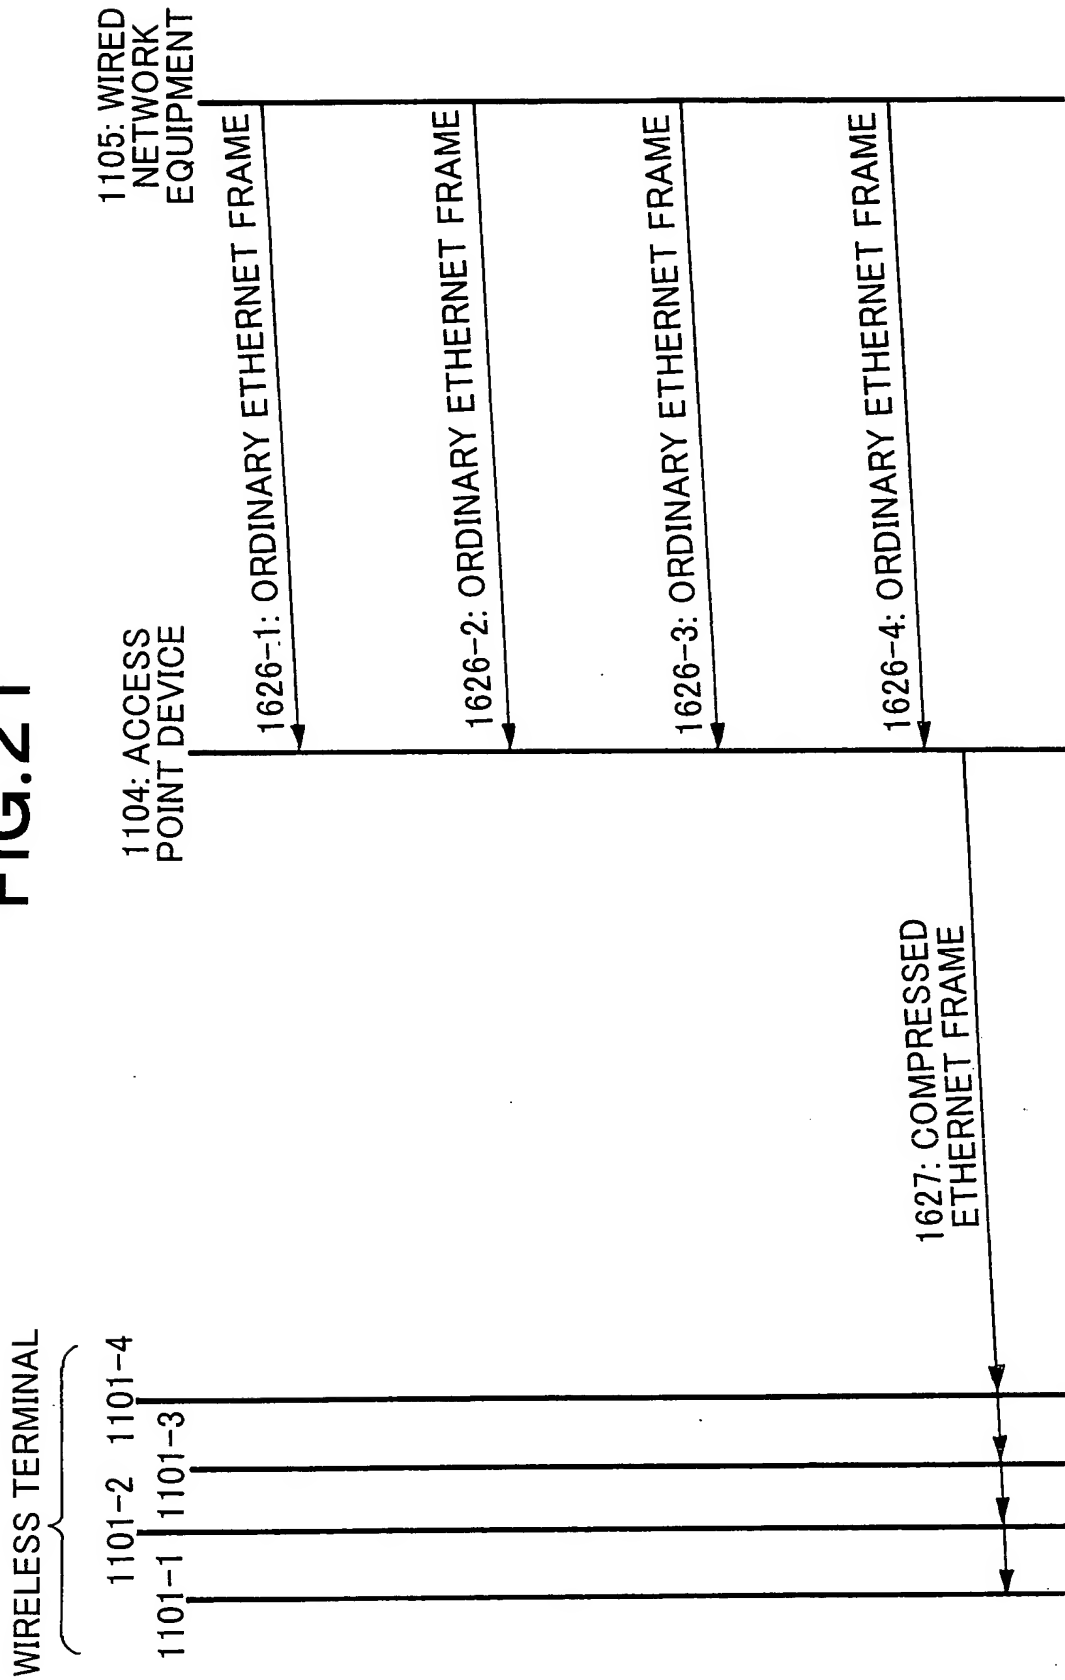 FIG.21
WIRELESS TERMINAL
1101-2
1101-4
1101-1
1101-3
1104: ACCESS
POINT DEVICE
1105: WIRED
NETWORK
EQUIPMENT
1626-1: ORDINARY ETHERNET FRAME
1626-2: ORDINARY ETHERNET FRAME
1626-3: ORDINARY ETHERNET FRAME
1626-4: ORDINARY ETHERNET FRAME
1627: COMPRESSED
ETHERNET FRAME